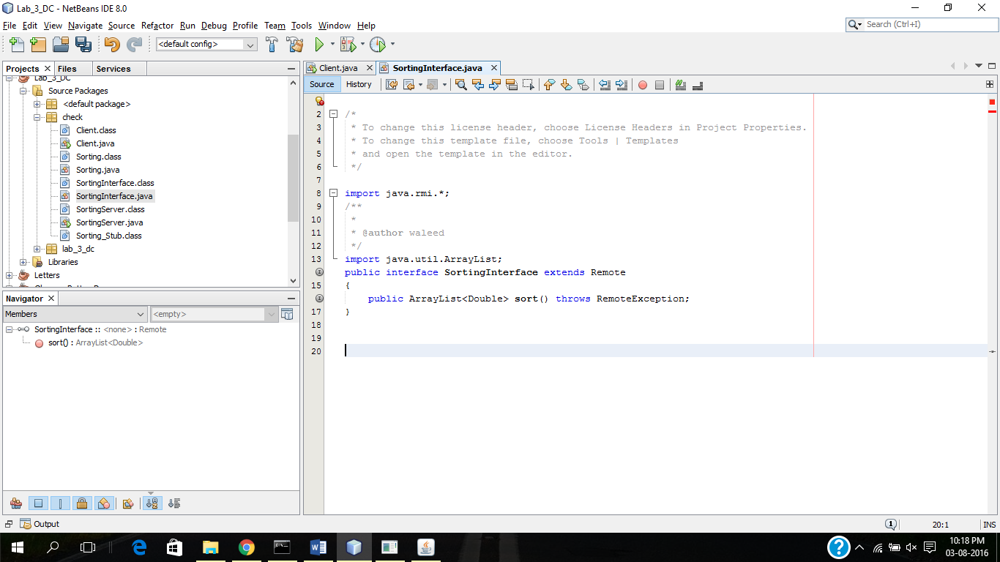 Lab_3_DC - NetBeans IDE 8.0
File Edit View Navigate Source Refactor Run Debug Profile Team Tools Window Help
Search (Ctrl+I)
<default config>
Projects Files Services
Lab_3_DC
Source Packages
<default package>
check
Client.class
Client.java
Sorting.class
Sorting.java
SortingInterface.class
SortingInterface.java
SortingServer.class
SortingServer.java
Sorting_Stub.class
lab_3_dc
Libraries
Letters
Navigator
Members <empty>
SortingInterface :: <none> : Remote
sort() : ArrayList<Double>
Client.java SortingInterface.java
Source History
2 /*
3 * To change this license header, choose License Headers in Project Properties.
4 * To change this template file, choose Tools | Templates
5 * and open the template in the editor.
6 */
7
8 import java.rmi.*;
9 /**
10 *
11 * @author waleed
12 */
13 import java.util.ArrayList;
public interface SortingInterface extends Remote
15 {
public ArrayList<Double> sort() throws RemoteException;
17 }
18
19
20
Output
1 20:1 INS
10:18 PM
03-08-2016